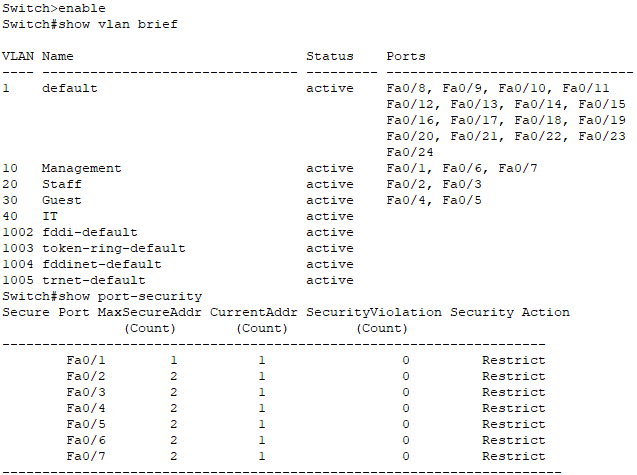 Switch>enable
Switch#show vlan brief
VLAN Name                             Status    Ports
---- -------------------------------- --------- -------------------------------
1    default                          active    Fa0/8, Fa0/9, Fa0/10, Fa0/11
                                                Fa0/12, Fa0/13, Fa0/14, Fa0/15
                                                Fa0/16, Fa0/17, Fa0/18, Fa0/19
                                                Fa0/20, Fa0/21, Fa0/22, Fa0/23
                                                Fa0/24
10   Management                       active    Fa0/1, Fa0/6, Fa0/7
20   Staff                            active    Fa0/2, Fa0/3
30   Guest                            active    Fa0/4, Fa0/5
40   IT                               active
1002 fddi-default                     active
1003 token-ring-default               active
1004 fddinet-default                  active
1005 trnet-default                    active
Switch#show port-security
Secure Port MaxSecureAddr CurrentAddr SecurityViolation Security Action
               (Count)       (Count)        (Count)
--------------------------------------------------------------------
        Fa0/1        1          1                 0         Restrict
        Fa0/2        2          1                 0         Restrict
        Fa0/3        2          1                 0         Restrict
        Fa0/4        2          1                 0         Restrict
        Fa0/5        2          1                 0         Restrict
        Fa0/6        2          1                 0         Restrict
        Fa0/7        2          1                 0         Restrict
----------------------------------------------------------------------